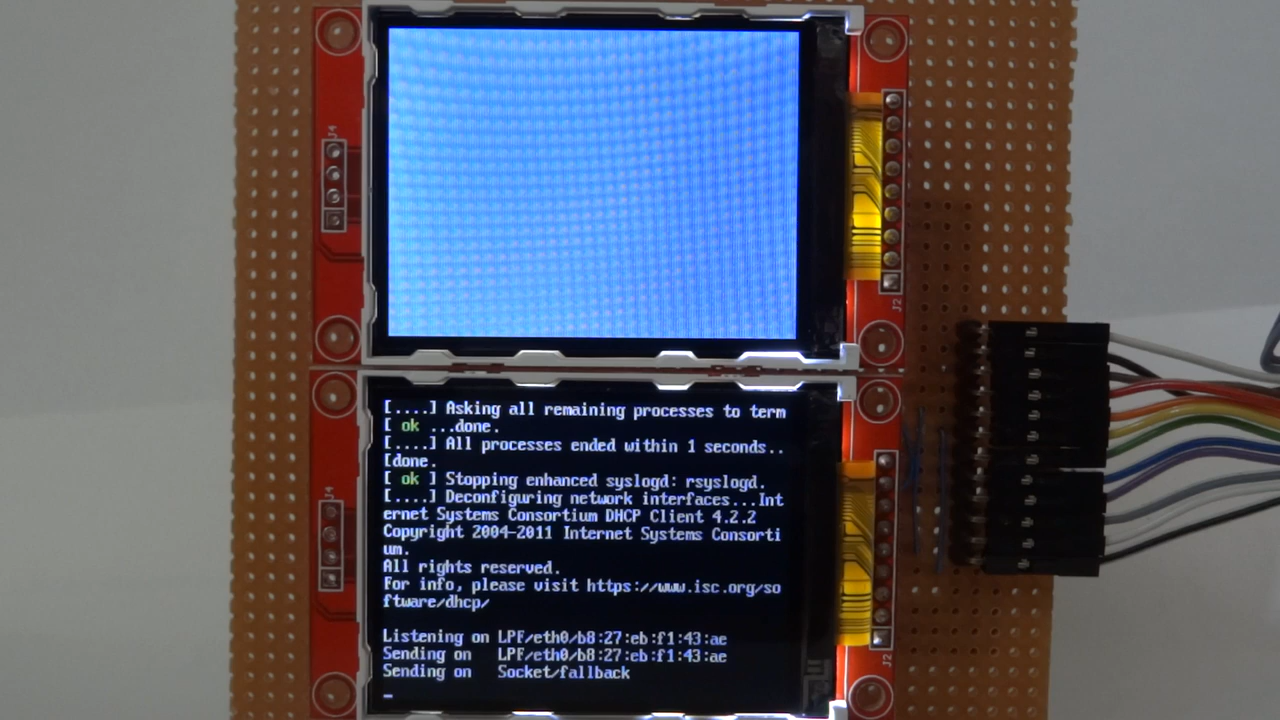 J4
J2
[....] Asking all remaining processes to term
[ ok ...done.
[....] All processes ended within 1 seconds..
[done.
[ ok ] Stopping enhanced syslogd: rsyslogd.
[....] Deconfiguring network interfaces...Int
ernet Systems Consortium DHCP Client 4.2.2
Copyright 2004-2011 Internet Systems Consorti
um.
All rights reserved.
For info, please visit https://www.isc.org/so
ftware/dhcp/
Listening on LPF/eth0/b8:27:eb:f1:43:ae
Sending on   LPF/eth0/b8:27:eb:f1:43:ae
Sending on   Socket/fallback
_
J4
J2